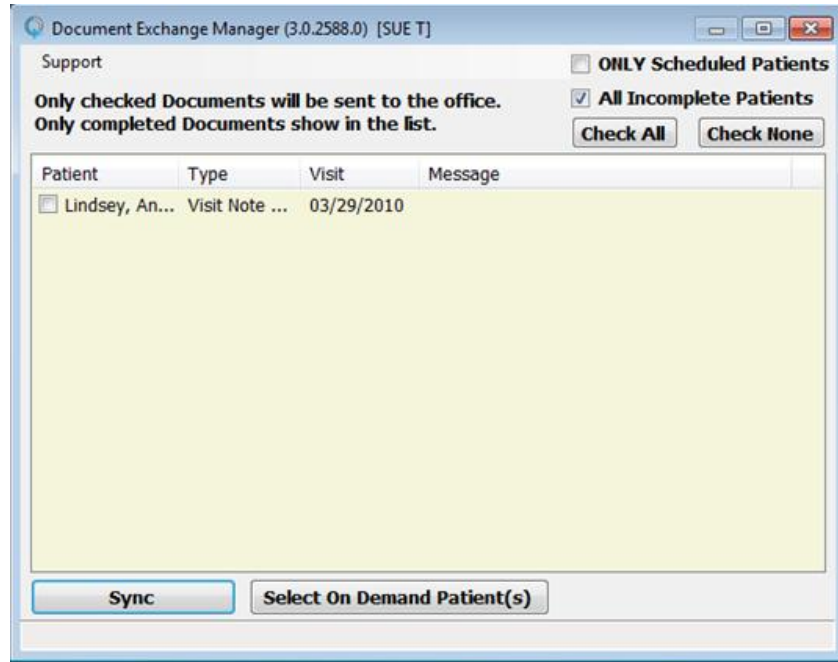 Document Exchange Manager (3.0.2588.0) [SUE T]
Support
ONLY Scheduled Patients
Only checked Documents will be sent to the office.
Only completed Documents show in the list.
All Incomplete Patients
Check All Check None
Patient Type Visit Message
Lindsey, An... Visit Note ... 03/29/2010
Sync Select On Demand Patient(s)